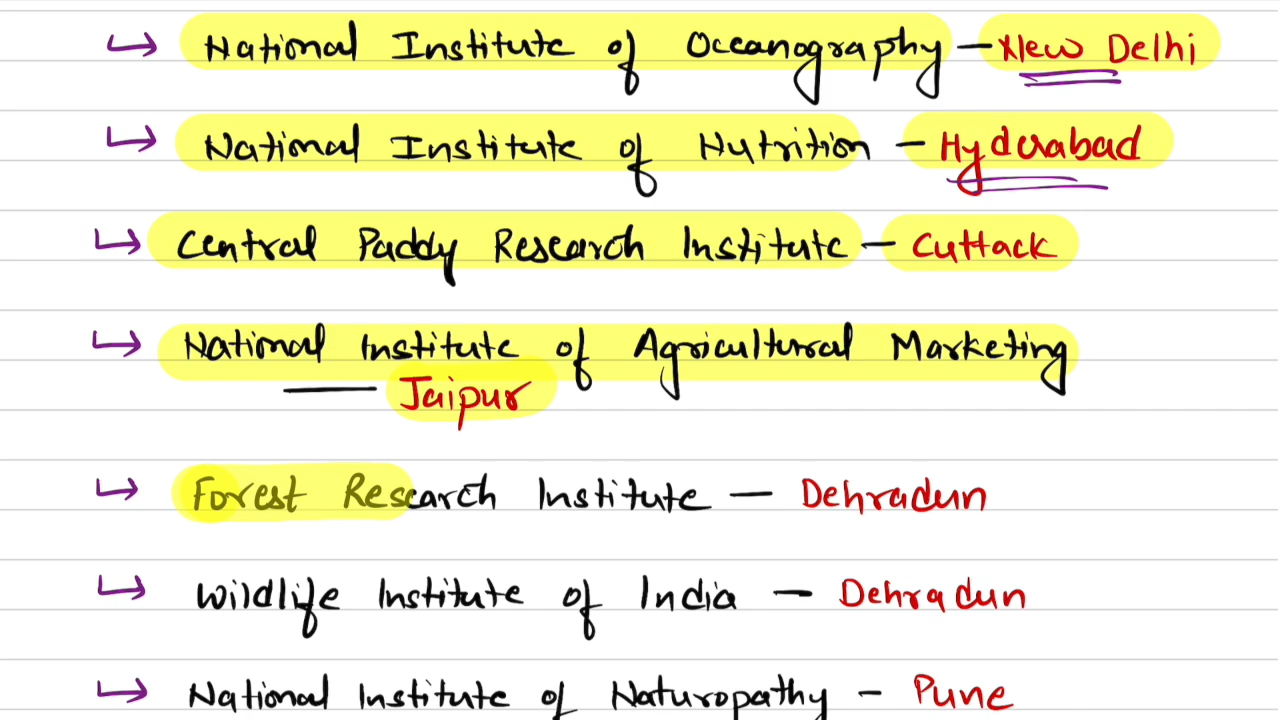 ↳ National Institute of Oceanography – New Delhi
↳ National Institute of Nutrition – Hyderabad
↳ Central Paddy Research Institute – Cuttack
↳ National Institute of Agricultural Marketing
— Jaipur
↳ Forest Research Institute – Dehradun
↳ Wildlife Institute of India – Dehradun
↳ National Institute of Naturopathy – Pune